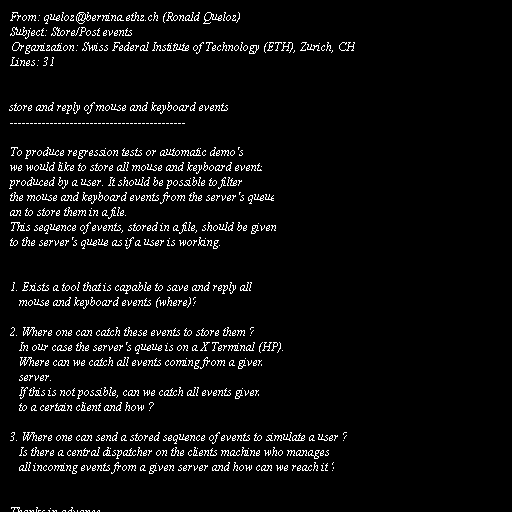 From: queloz@bernina.ethz.ch (Ronald Queloz)
Subject: Store/Post events
Organization: Swiss Federal Institute of Technology (ETH), Zurich, CH
Lines: 31
store and reply of mouse and keyboard events
--------------------------------------------
To produce regression tests or automatic demo's
we would like to store all mouse and keyboard events
produced by a user. It should be possible to filter
the mouse and keyboard events from the server's queue
an to store them in a file.
This sequence of events, stored in a file, should be given
to the server's queue as if a user is working.
1. Exists a tool that is capable to save and reply all
mouse and keyboard events (where)?
2. Where one can catch these events to store them ?
In our case the server's queue is on a X Terminal (HP).
Where can we catch all events coming from a given
server.
If this is not possible, can we catch all events given
to a certain client and how ?
3. Where one can send a stored sequence of events to simulate a user ?
Is there a central dispatcher on the clients machine who manages
all incoming events from a given server and how can we reach it ?
Thanks in advance